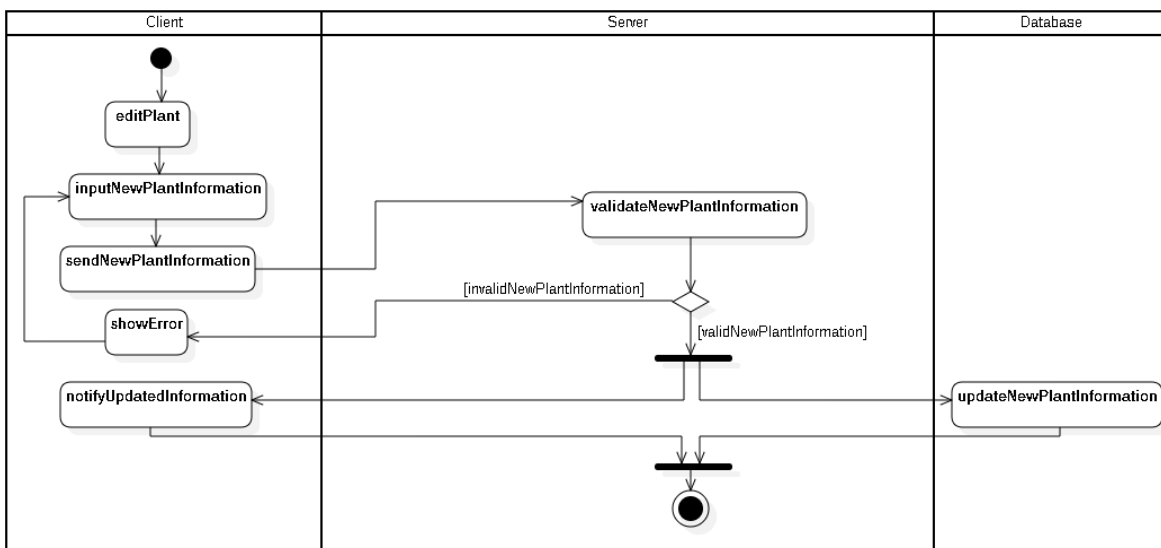 Client
Server
Database
editPlant
inputNewPlantInformation
validateNewPlantInformation
sendNewPlantInformation
[invalidNewPlantInformation]
showError
[validNewPlantInformation]
notifyUpdatedInformation
updateNewPlantInformation